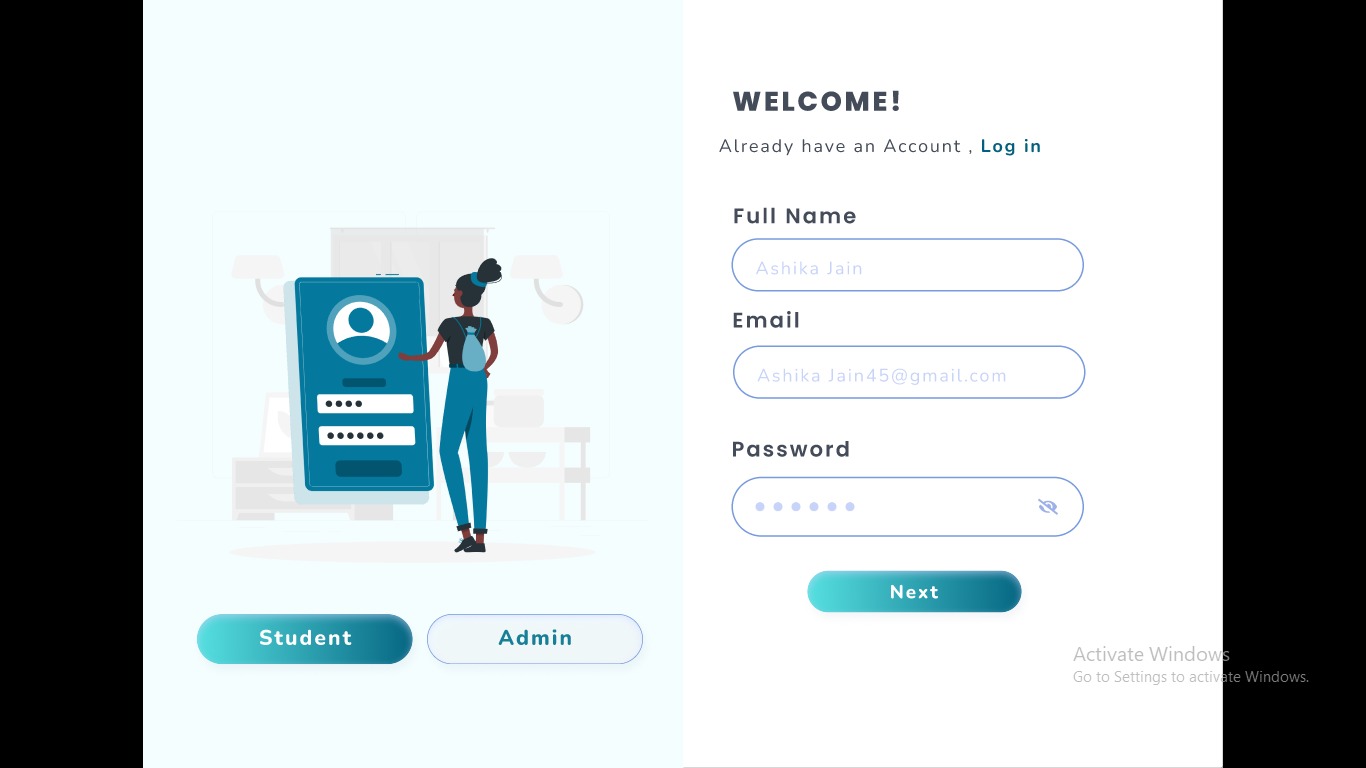 WELCOME!
Already have an Account , Log in
Full Name
Ashika Jain
Email
Ashika Jain45@gmail.com
Password
Next
Student
Admin
Activate Windows
Go to Settings to activate Windows.